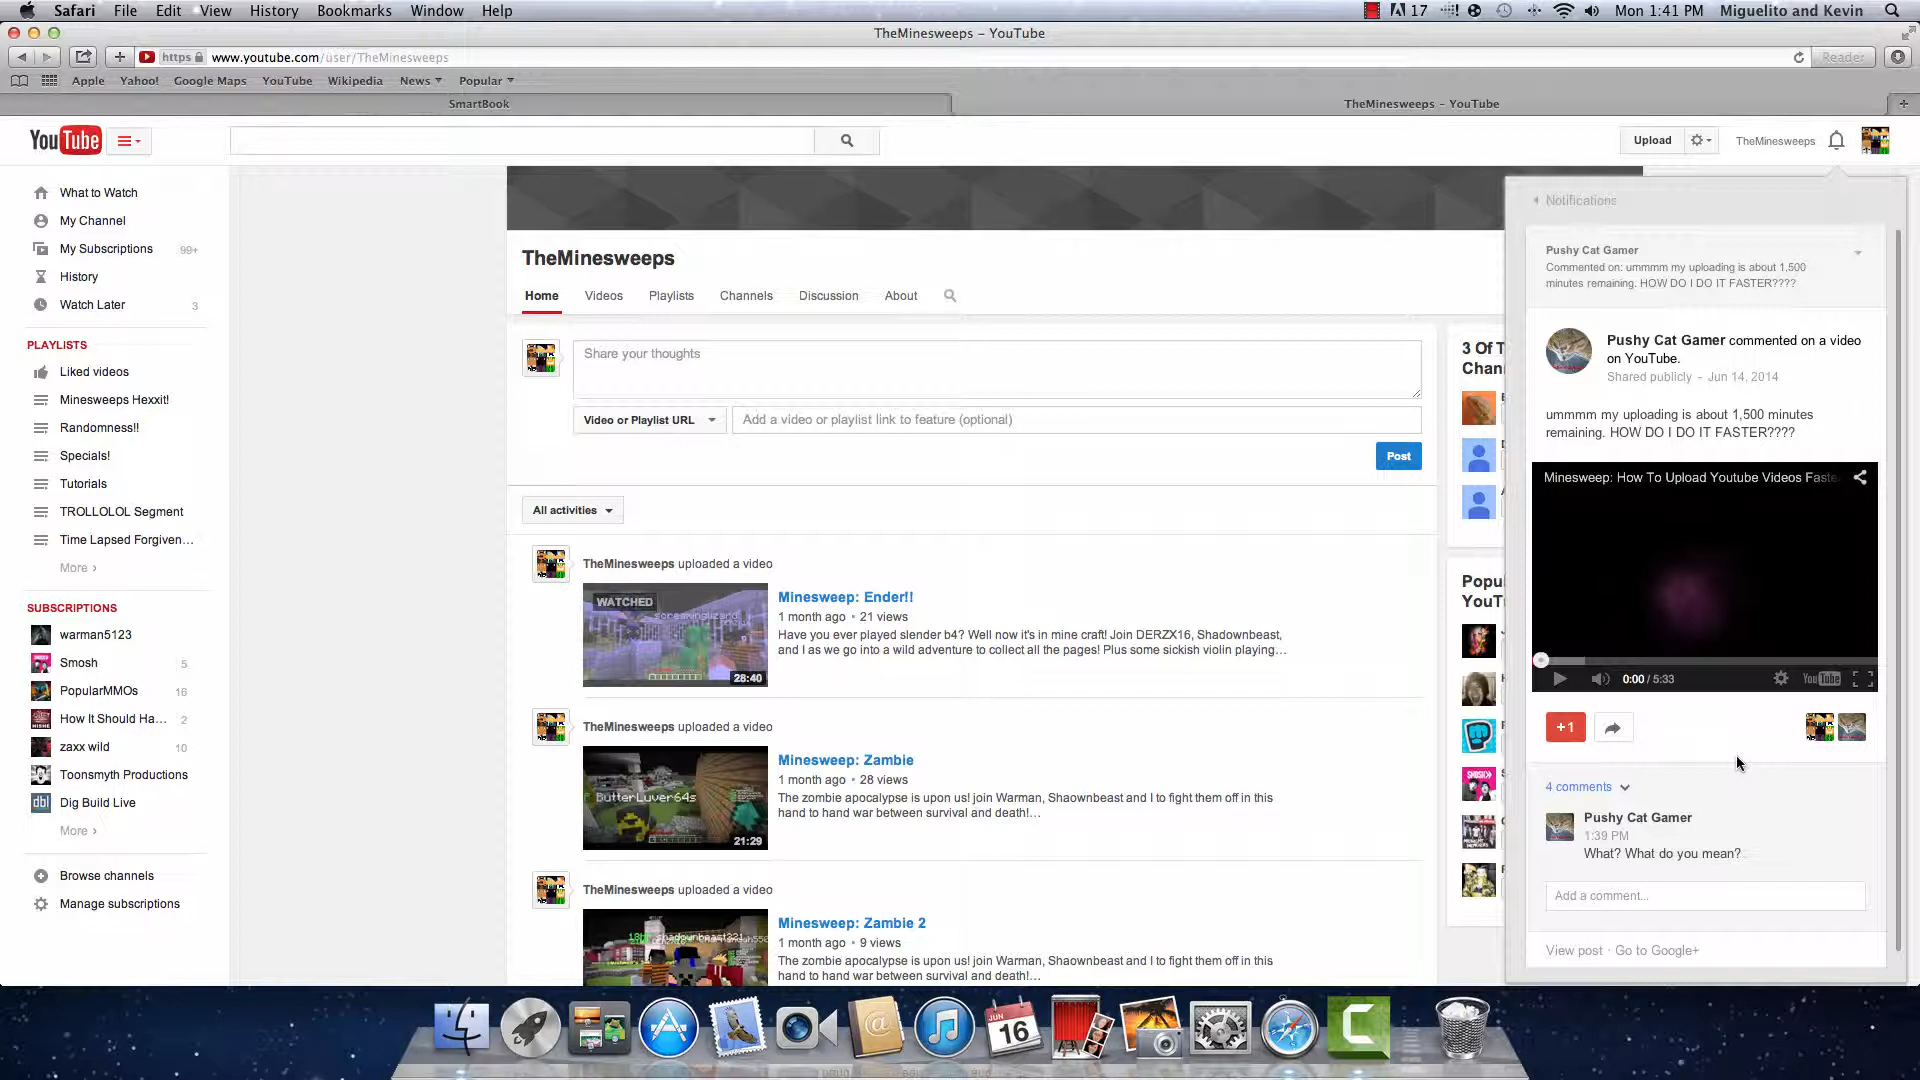 Safari File Edit View History Bookmarks Window Help
17 Mon 1:41 PM Miguelito and Kevin
TheMinesweeps – YouTube
https www.youtube.com/user/TheMinesweeps
Reader
Apple Yahoo! Google Maps YouTube Wikipedia News Popular
SmartBook
TheMinesweeps – YouTube
YouTube
Upload
TheMinesweeps
What to Watch
My Channel
My Subscriptions 99+
History
Watch Later 3
PLAYLISTS
Liked videos
Minesweeps Hexxit!
Randomness!!
Specials!
Tutorials
TROLLOLOL Segment
Time Lapsed Forgiven...
More ›
SUBSCRIPTIONS
warman5123
Smosh 5
PopularMMOs 16
How It Should Ha... 2
zaxx wild 10
Toonsmyth Productions
Dig Build Live
More ›
Browse channels
Manage subscriptions
TheMinesweeps
Home Videos Playlists Channels Discussion About
Share your thoughts
Video or Playlist URL
Add a video or playlist link to feature (optional)
Post
All activities
TheMinesweeps uploaded a video
WATCHED
28:40
Minesweep: Ender!!
1 month ago • 21 views
Have you ever played slender b4? Well now it's in mine craft! Join DERZX16, Shadownbeast,
and I as we go into a wild adventure to collect all the pages! Plus some sickish violin playing...
TheMinesweeps uploaded a video
ButterLuver64s
21:29
Minesweep: Zambie
1 month ago • 28 views
The zombie apocalypse is upon us! join Warman, Shaownbeast and I to fight them off in this
hand to hand war between survival and death!...
TheMinesweeps uploaded a video
Minesweep: Zambie 2
1 month ago • 9 views
The zombie apocalypse is upon us! join Warman, Shaownbeast and I to fight them off in this
hand to hand war between survival and death!...
3 Of T
Chan
Popu
YouT
Notifications
Pushy Cat Gamer
Commented on: ummmm my uploading is about 1,500
minutes remaining. HOW DO I DO IT FASTER????
Pushy Cat Gamer commented on a video
on YouTube.
Shared publicly - Jun 14, 2014
ummmm my uploading is about 1,500 minutes
remaining. HOW DO I DO IT FASTER????
Minesweep: How To Upload Youtube Videos Faste
0:00 / 5:33
YouTube
+1
4 comments
Pushy Cat Gamer
1:39 PM
What? What do you mean?
Add a comment...
View post · Go to Google+
JUN
16